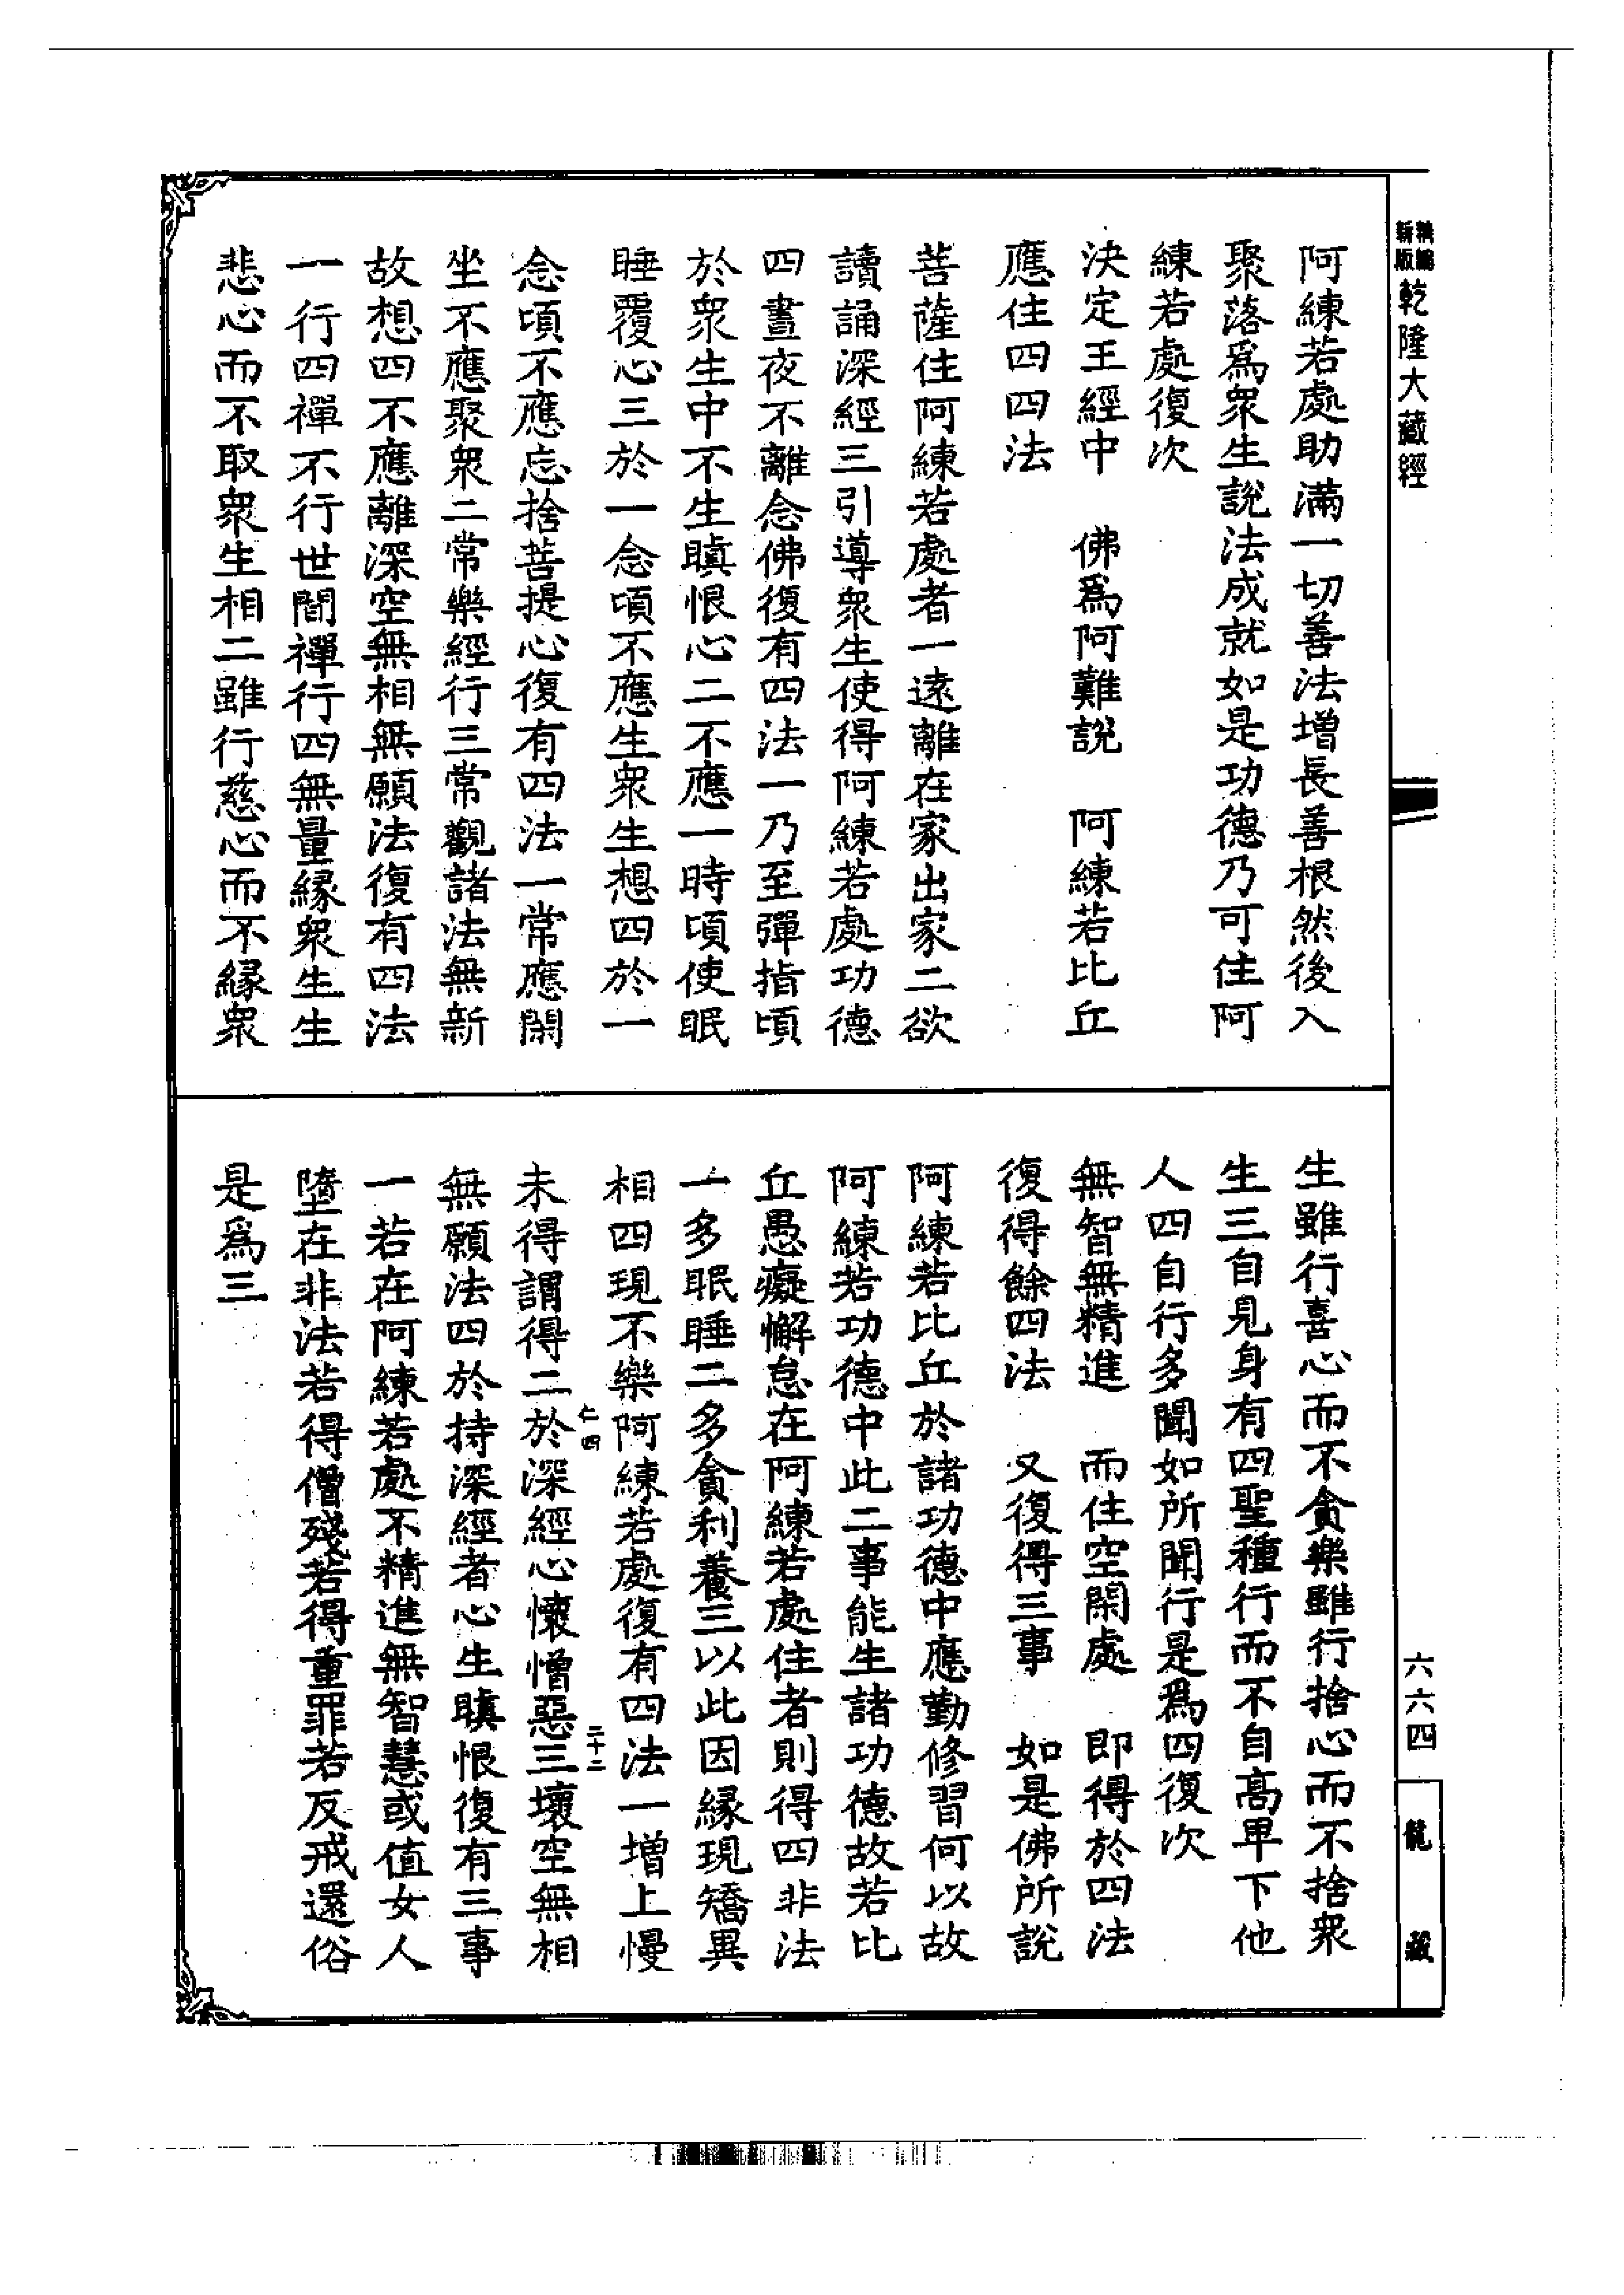 精編
新版
乾隆大藏經
阿練若處助滿一切善法增長善根然後入
聚落爲衆生說法成就如是功德乃可住阿
練若處復次
決定王經中　佛爲阿難說　阿練若比丘
應住四四法
菩薩住阿練若處者一遠離在家出家二欲
讀誦深經三引導衆生使得阿練若處功德
四晝夜不離念佛復有四法一乃至彈指頃
於衆生中不生瞋恨心二不應一時頃使眠
睡覆心三於一念頃不應生衆生想四於一
念頃不應忘捨菩提心復有四法一常應閑
坐不應聚衆二常樂經行三常觀諸法無新
故想四不應離深空無相無願法復有四法
一行四禪不行世間禪行四無量緣衆生生
悲心而不取衆生相二雖行慈心而不緣衆
生雖行喜心而不貪樂雖行捨心而不捨衆
生三自見身有四聖種行而不自高卑下他
人四自行多聞如所聞行是爲四復次
無智無精進　而住空閑處　即得於四法
復得餘四法　又復得三事　如是佛所說
阿練若比丘於諸功德中應勤修習何以故
阿練若功德中此二事能生諸功德故若比
丘愚癡懈怠在阿練若處住者則得四非法
一多眠睡二多貪利養三以此因緣現矯異
相四現不樂阿練若處復有四法一增上慢
未得謂得二於深經心懷憎惡三壞空無相
無願法四於持深經者心生瞋恨復有三事
一若在阿練若處不精進無智慧或值女人
墮在非法若得僧殘若得重罪若反戒還俗
是爲三
仁四
二十二
六六四
龍藏